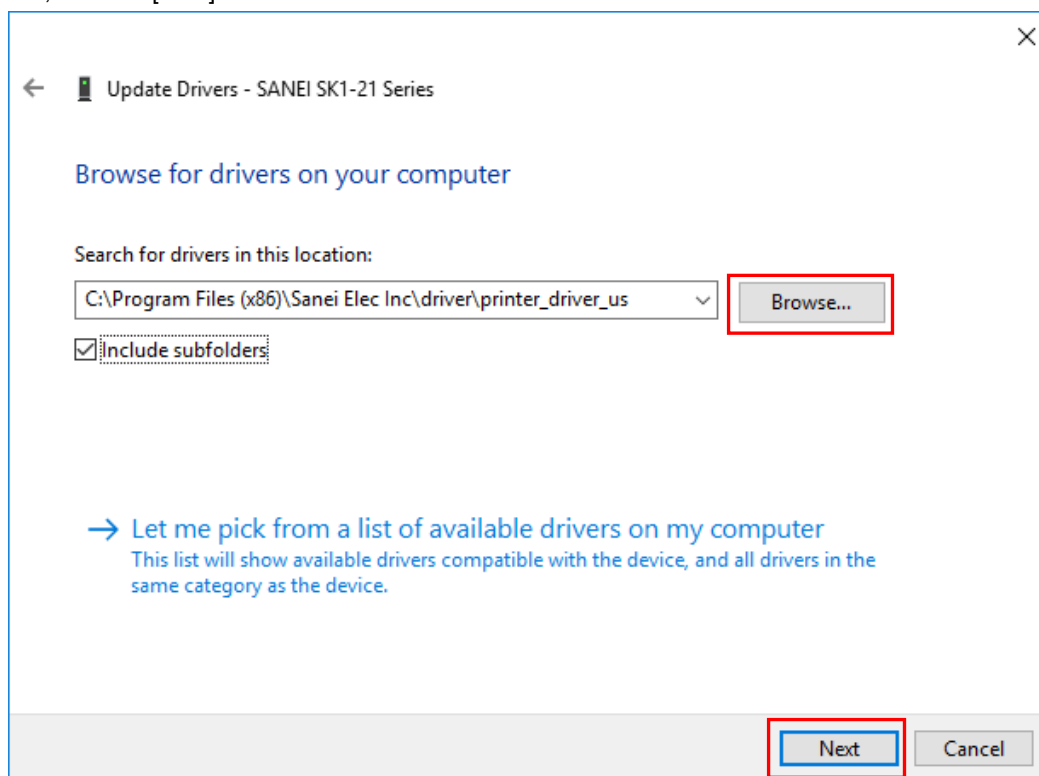 Update Drivers - SANEI SK1-21 Series
Browse for drivers on your computer
Search for drivers in this location:
C:\Program Files (x86)\Sanei Elec Inc\driver\printer_driver_us
Browse...
Include subfolders
Let me pick from a list of available drivers on my computer
This list will show available drivers compatible with the device, and all drivers in the
same category as the device.
Next
Cancel